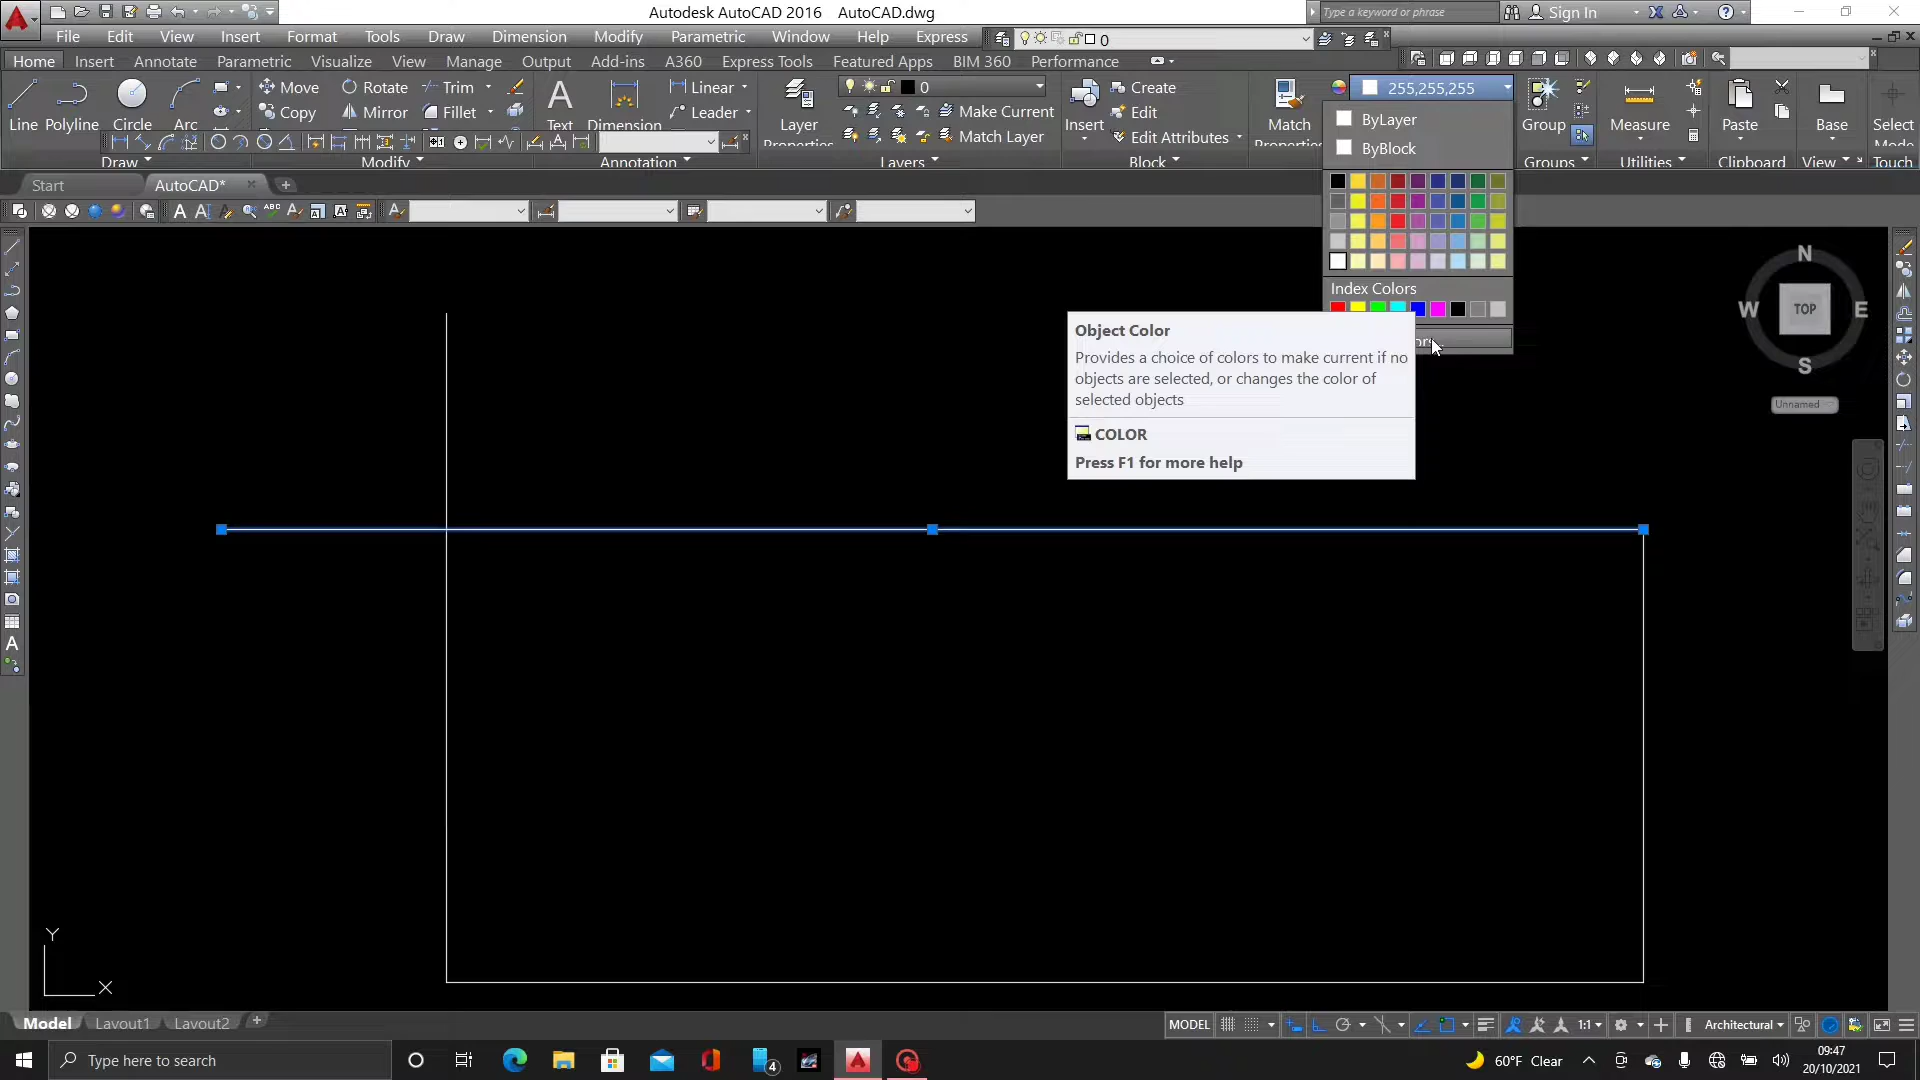 Autodesk AutoCAD 2016 AutoCAD.dwg
Type a keyword or phrase
Sign In
File Edit View Insert Format Tools Draw Dimension Modify Parametric Window Help Express
0
Home Insert Annotate Parametric Visualize View Manage Output Add-ins A360 Express Tools Featured Apps BIM 360 Performance
Move Rotate Trim
Linear
0
Create
255,255,255
Copy Mirror Fillet
Leader
Make Current
Edit
Line Polyline Circle Arc
Text Dimension
Layer
Insert
Match
Group Measure Paste Base Select
Match Layer
Edit Attributes
ByLayer
ByBlock
Draw Modify Annotation Layers Block Groups Utilities Clipboard View Touch
Start AutoCAD*
Index Colors
Object Color
Provides a choice of colors to make current if no
objects are selected, or changes the color of
selected objects
COLOR
Press F1 for more help
N
W TOP E
S
Unnamed
Y
X
Model Layout1 Layout2
MODEL 1:1 Architectural
Type here to search
4
60°F Clear
09:47
20/10/2021